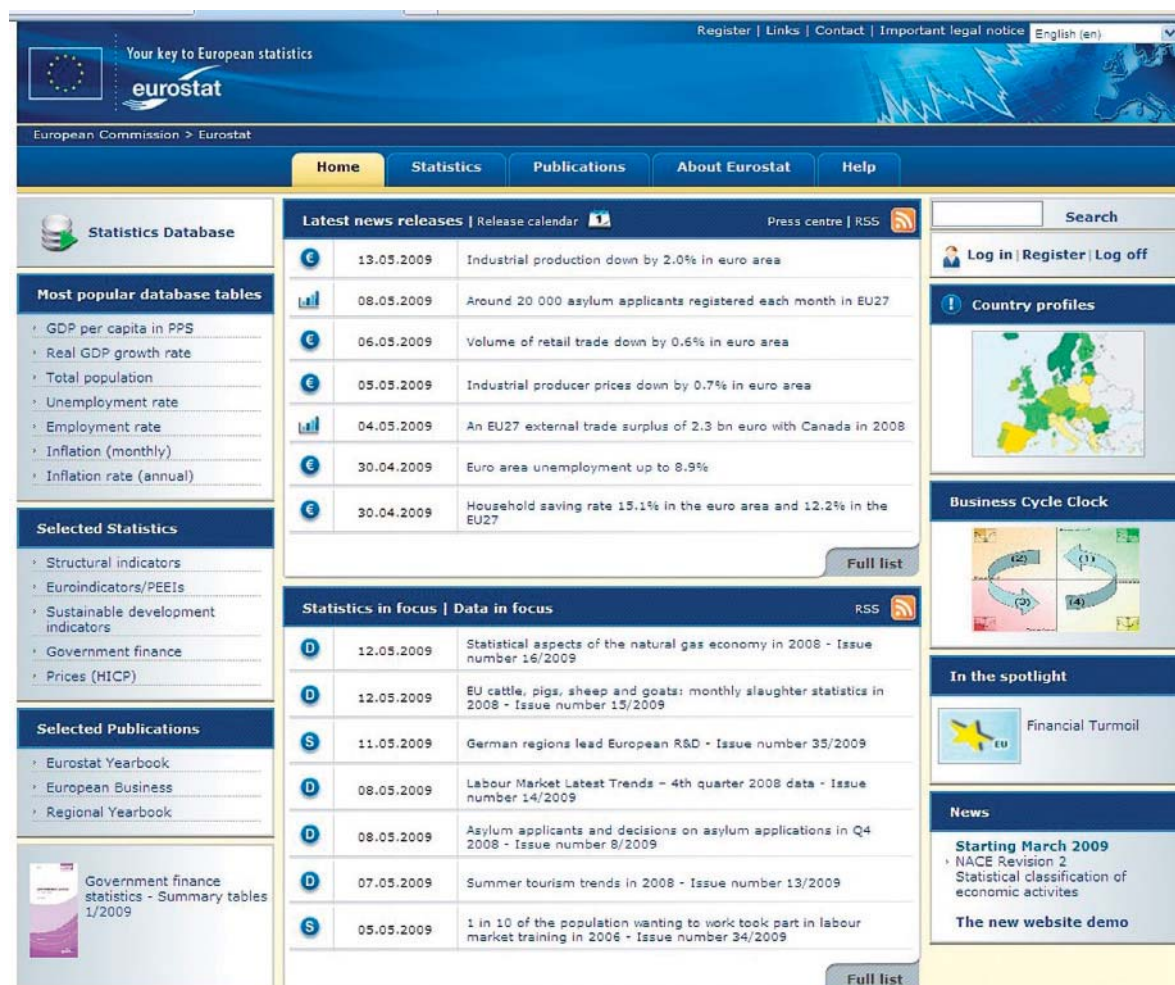 Register | Links | Contact | Important legal notice
English (en)
Your key to European statistics
eurostat
European Commission > Eurostat
Home
Statistics
Publications
About Eurostat
Help
Statistics Database
Most popular database tables
GDP per capita in PPS
Real GDP growth rate
Total population
Unemployment rate
Employment rate
Inflation (monthly)
Inflation rate (annual)
Selected Statistics
Structural indicators
Euroindicators/PEEIs
Sustainable development
indicators
Government finance
Prices (HICP)
Selected Publications
Eurostat Yearbook
European Business
Regional Yearbook
Government finance
statistics - Summary tables
1/2009
Latest news releases | Release calendar 1
Press centre | RSS
13.05.2009 Industrial production down by 2.0% in euro area
08.05.2009 Around 20 000 asylum applicants registered each month in EU27
06.05.2009 Volume of retail trade down by 0.6% in euro area
05.05.2009 Industrial producer prices down by 0.7% in euro area
04.05.2009 An EU27 external trade surplus of 2.3 bn euro with Canada in 2008
30.04.2009 Euro area unemployment up to 8.9%
30.04.2009 Household saving rate 15.1% in the euro area and 12.2% in the
EU27
Full list
Statistics in focus | Data in focus
RSS
D 12.05.2009 Statistical aspects of the natural gas economy in 2008 - Issue
number 16/2009
D 12.05.2009 EU cattle, pigs, sheep and goats: monthly slaughter statistics in
2008 - Issue number 15/2009
S 11.05.2009 German regions lead European R&D - Issue number 35/2009
D 08.05.2009 Labour Market Latest Trends – 4th quarter 2008 data - Issue
number 14/2009
D 08.05.2009 Asylum applicants and decisions on asylum applications in Q4
2008 - Issue number 8/2009
D 07.05.2009 Summer tourism trends in 2008 - Issue number 13/2009
S 05.05.2009 1 in 10 of the population wanting to work took part in labour
market training in 2006 - Issue number 34/2009
Full list
Search
Log in | Register | Log off
Country profiles
Business Cycle Clock
(2)
(1)
(3)
(4)
In the spotlight
EU
Financial Turmoil
News
Starting March 2009
NACE Revision 2
Statistical classification of
economic activites
The new website demo